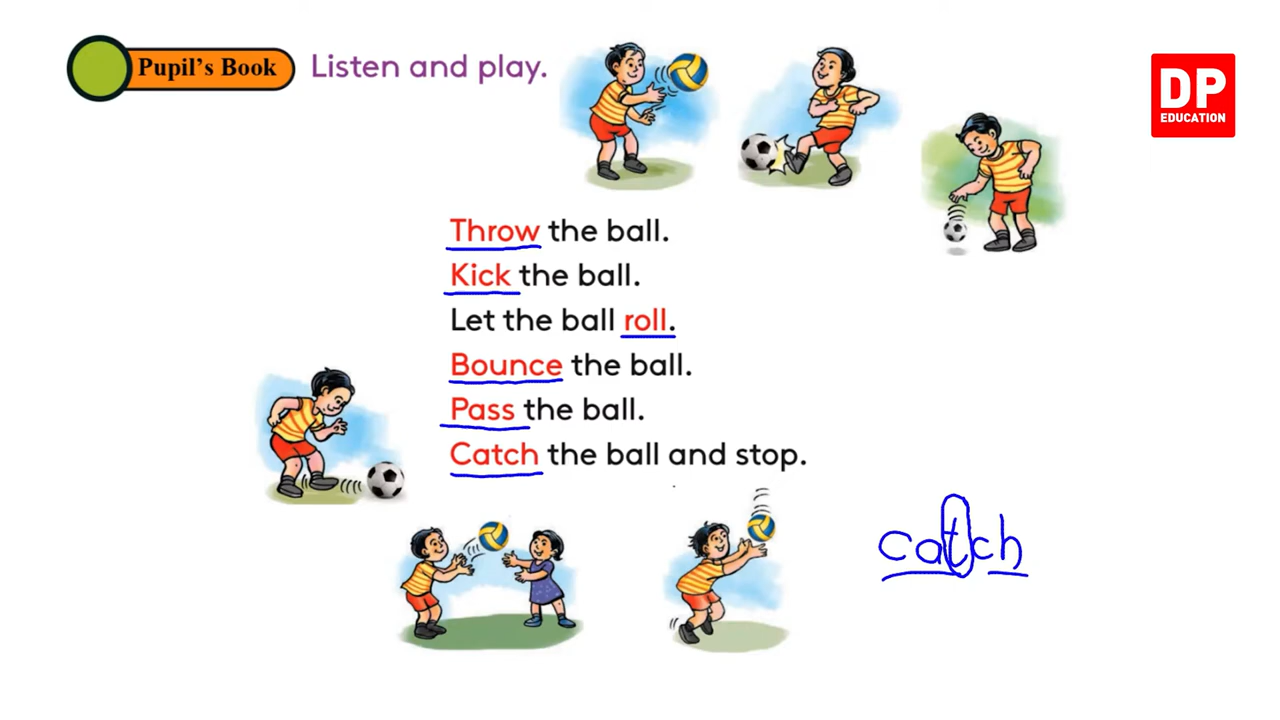 Pupil's Book
Listen and play.
DP
EDUCATION
Throw the ball.
Kick the ball.
Let the ball roll.
Bounce the ball.
Pass the ball.
Catch the ball and stop.
catch